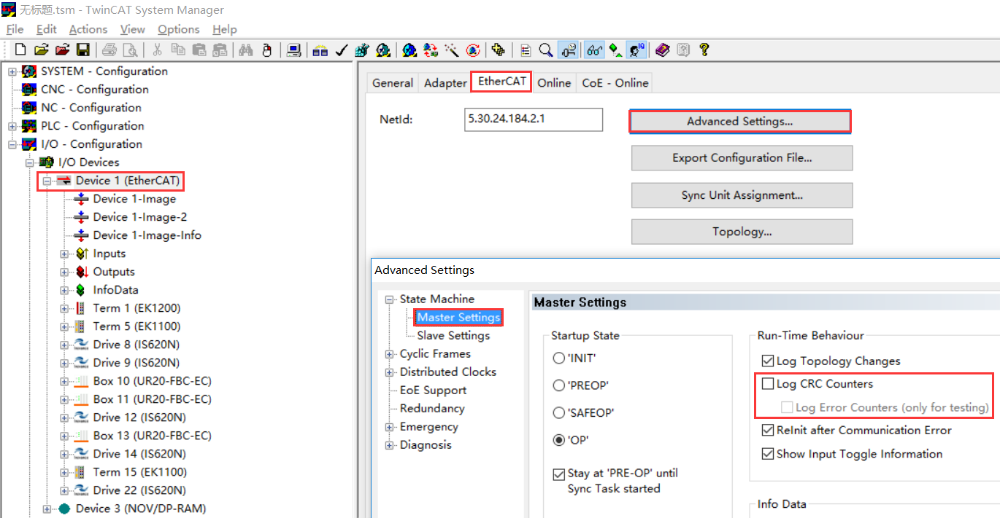 无标题.tsm - TwinCAT System Manager
File Edit Actions View Options Help
SYSTEM - Configuration
CNC - Configuration
NC - Configuration
PLC - Configuration
I/O - Configuration
I/O Devices
Device 1 (EtherCAT)
Device 1-Image
Device 1-Image-2
Device 1-Image-Info
Inputs
Outputs
InfoData
Term 1 (EK1200)
Term 5 (EK1100)
Drive 8 (IS620N)
Drive 9 (IS620N)
Box 10 (UR20-FBC-EC)
Box 11 (UR20-FBC-EC)
Drive 12 (IS620N)
Box 13 (UR20-FBC-EC)
Drive 14 (IS620N)
Term 15 (EK1100)
Drive 22 (IS620N)
Device 3 (NOV/DP-RAM)
General Adapter EtherCAT Online CoE - Online
NetId: 5.30.24.184.2.1
Advanced Settings...
Export Configuration File...
Sync Unit Assignment...
Topology...
Advanced Settings
State Machine
Master Settings
Slave Settings
Cyclic Frames
Distributed Clocks
EoE Support
Redundancy
Emergency
Diagnosis
Master Settings
Startup State
'INIT'
'PREOP'
'SAFEOP'
'OP'
Stay at 'PRE-OP' until
Sync Task started
Run-Time Behaviour
Log Topology Changes
Log CRC Counters
Log Error Counters (only for testing)
ReInit after Communication Error
Show Input Toggle Information
Info Data